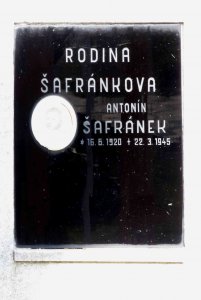 RODINA
ŠAFRÁNKOVA
ANTONÍN
ŠAFRÁNEK
* 16. 6. 1920 † 22. 3. 1945